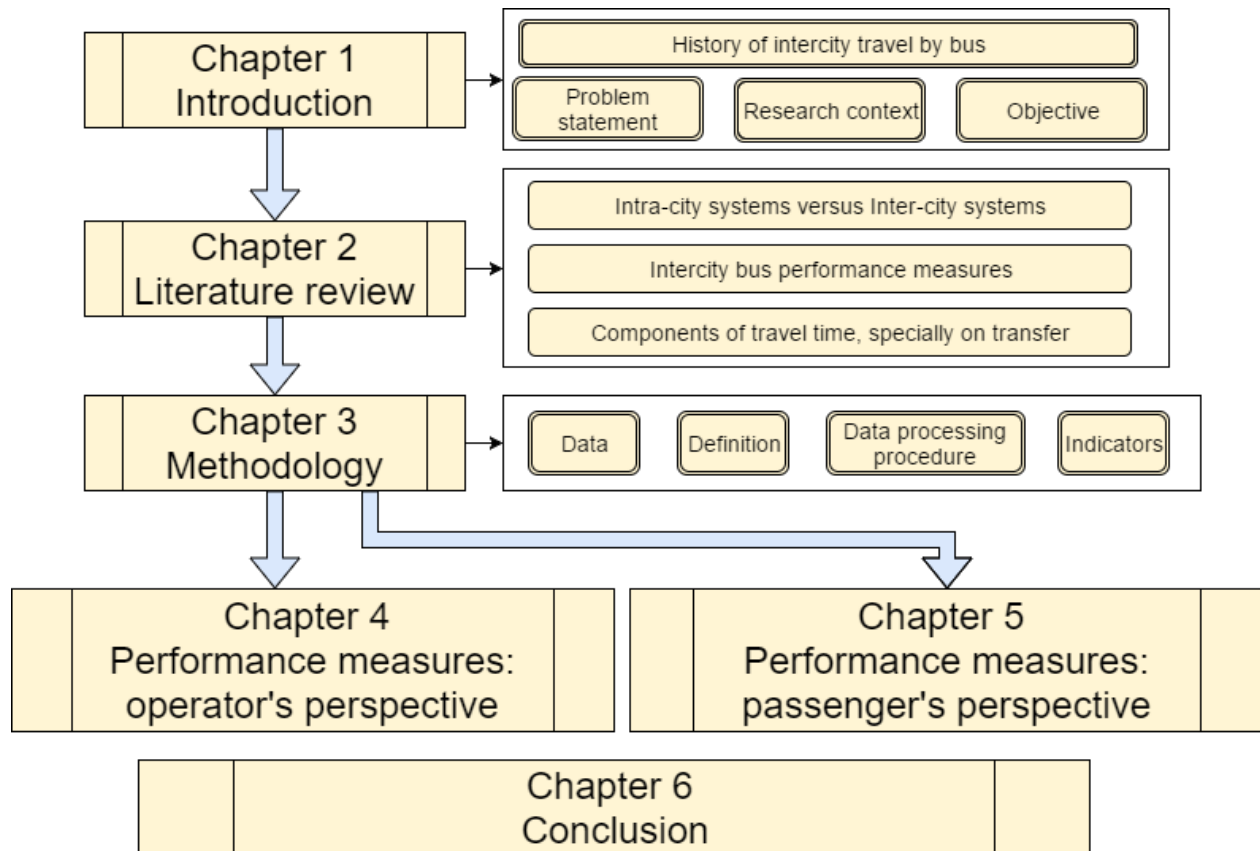 Chapter 1
Introduction
History of intercity travel by bus
Problem
statement
Research context
Objective
Chapter 2
Literature review
Intra-city systems versus Inter-city systems
Intercity bus performance measures
Components of travel time, specially on transfer
Chapter 3
Methodology
Data
Definition
Data processing
procedure
Indicators
Chapter 4
Performance measures:
operator's perspective
Chapter 5
Performance measures:
passenger's perspective
Chapter 6
Conclusion